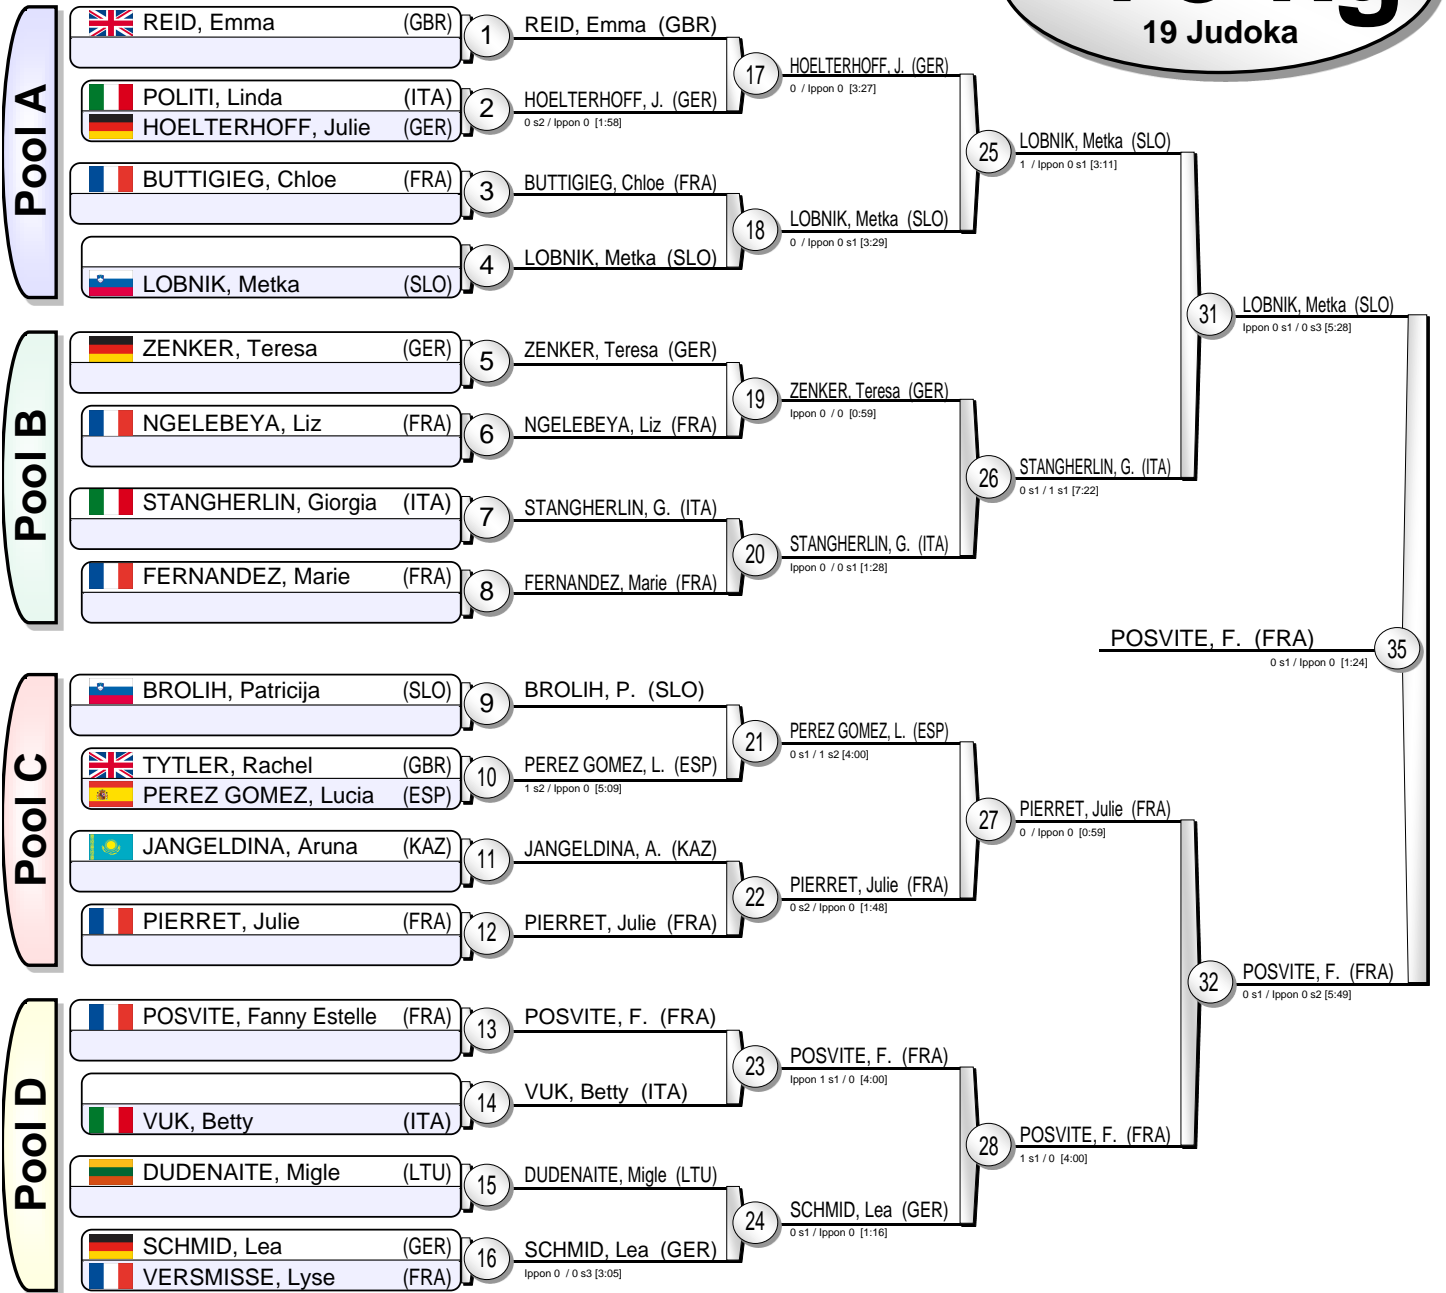 19 Judoka
Pool A
REID, Emma (GBR)
1
POLITI, Linda (ITA)
HOELTERHOFF, Julie (GER)
2
BUTTIGIEG, Chloe (FRA)
3
LOBNIK, Metka (SLO)
4
REID, Emma (GBR)
HOELTERHOFF, J. (GER)
0 s2 / Ippon 0 [1:58]
BUTTIGIEG, Chloe (FRA)
LOBNIK, Metka (SLO)
17
HOELTERHOFF, J. (GER)
0 / Ippon 0 [3:27]
18
LOBNIK, Metka (SLO)
0 / Ippon 0 s1 [3:29]
25
LOBNIK, Metka (SLO)
1 / Ippon 0 s1 [3:11]
Pool B
ZENKER, Teresa (GER)
5
NGELEBEYA, Liz (FRA)
6
STANGHERLIN, Giorgia (ITA)
7
FERNANDEZ, Marie (FRA)
8
ZENKER, Teresa (GER)
NGELEBEYA, Liz (FRA)
STANGHERLIN, G. (ITA)
FERNANDEZ, Marie (FRA)
19
ZENKER, Teresa (GER)
Ippon 0 / 0 [0:59]
20
STANGHERLIN, G. (ITA)
Ippon 0 / 0 s1 [1:28]
26
STANGHERLIN, G. (ITA)
0 s1 / 1 s1 [7:22]
31
LOBNIK, Metka (SLO)
Ippon 0 s1 / 0 s3 [5:28]
POSVITE, F. (FRA)
0 s1 / Ippon 0 [1:24]
35
Pool C
BROLIH, Patricija (SLO)
9
TYTLER, Rachel (GBR)
PEREZ GOMEZ, Lucia (ESP)
10
JANGELDINA, Aruna (KAZ)
11
PIERRET, Julie (FRA)
12
BROLIH, P. (SLO)
PEREZ GOMEZ, L. (ESP)
1 s2 / Ippon 0 [5:09]
JANGELDINA, A. (KAZ)
PIERRET, Julie (FRA)
21
PEREZ GOMEZ, L. (ESP)
0 s1 / 1 s2 [4:00]
22
PIERRET, Julie (FRA)
0 s2 / Ippon 0 [1:48]
27
PIERRET, Julie (FRA)
0 / Ippon 0 [0:59]
Pool D
POSVITE, Fanny Estelle (FRA)
13
VUK, Betty (ITA)
14
DUDENAITE, Migle (LTU)
15
SCHMID, Lea (GER)
VERSMISSE, Lyse (FRA)
16
POSVITE, F. (FRA)
VUK, Betty (ITA)
DUDENAITE, Migle (LTU)
SCHMID, Lea (GER)
Ippon 0 / 0 s3 [3:05]
23
POSVITE, F. (FRA)
Ippon 1 s1 / 0 [4:00]
24
SCHMID, Lea (GER)
0 s1 / Ippon 0 [1:16]
28
POSVITE, F. (FRA)
1 s1 / 0 [4:00]
32
POSVITE, F. (FRA)
0 s1 / Ippon 0 s2 [5:49]